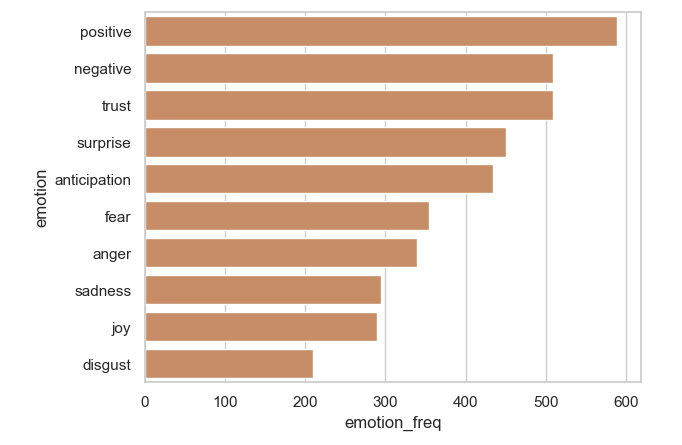 positive
negative
trust
surprise
anticipation
fear
anger
sadness
joy
disgust
emotion
0 100 200 300 400 500 600
emotion_freq